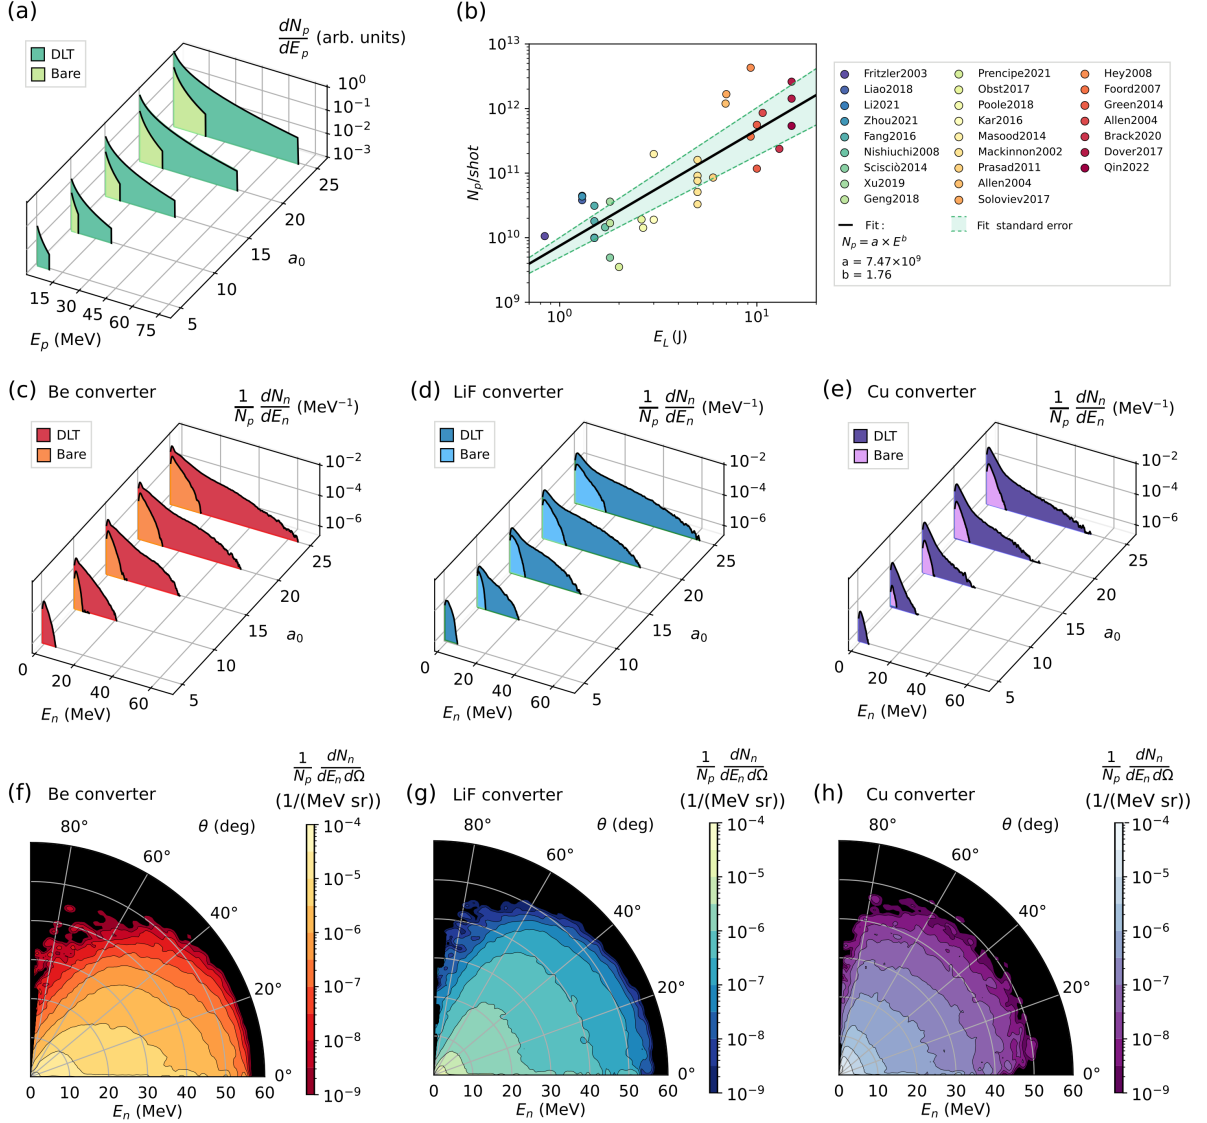 (a)
DLT
Bare
dN_p/dE_p (arb. units)
10^0
10^-1
10^-2
10^-3
25
20
15
10
5
a_0
15
30
45
60
75
E_p (MeV)
(b)
10^13
10^12
10^11
10^10
10^9
N_p/shot
10^0
10^1
E_L (J)
Fritzler2003
Liao2018
Li2021
Zhou2021
Fang2016
Nishiuchi2008
Scisciò2014
Xu2019
Geng2018
Prencipe2021
Obst2017
Poole2018
Kar2016
Masood2014
Mackinnon2002
Prasad2011
Allen2004
Soloviev2017
Hey2008
Foord2007
Green2014
Allen2004
Brack2020
Dover2017
Qin2022
Fit :
N_p = a × E^b
a = 7.47×10^9
b = 1.76
Fit standard error
(c) Be converter
1/N_p dN_n/dE_n (MeV^-1)
DLT
Bare
10^-2
10^-4
10^-6
25
20
15
10
5
a_0
0
20
40
60
E_n (MeV)
(d) LiF converter
1/N_p dN_n/dE_n (MeV^-1)
DLT
Bare
10^-2
10^-4
10^-6
25
20
15
10
5
a_0
0
20
40
60
E_n (MeV)
(e) Cu converter
1/N_p dN_n/dE_n (MeV^-1)
DLT
Bare
10^-2
10^-4
10^-6
25
20
15
10
5
a_0
0
20
40
60
E_n (MeV)
(f) Be converter
1/N_p dN_n/dE_n dΩ
(1/(MeV sr))
80°
θ (deg)
60°
40°
20°
0°
0 10 20 30 40 50 60
E_n (MeV)
10^-4
10^-5
10^-6
10^-7
10^-8
10^-9
(g) LiF converter
1/N_p dN_n/dE_n dΩ
(1/(MeV sr))
80°
θ (deg)
60°
40°
20°
0°
0 10 20 30 40 50 60
E_n (MeV)
10^-4
10^-5
10^-6
10^-7
10^-8
10^-9
(h) Cu converter
1/N_p dN_n/dE_n dΩ
(1/(MeV sr))
80°
θ (deg)
60°
40°
20°
0°
0 10 20 30 40 50 60
E_n (MeV)
10^-4
10^-5
10^-6
10^-7
10^-8
10^-9